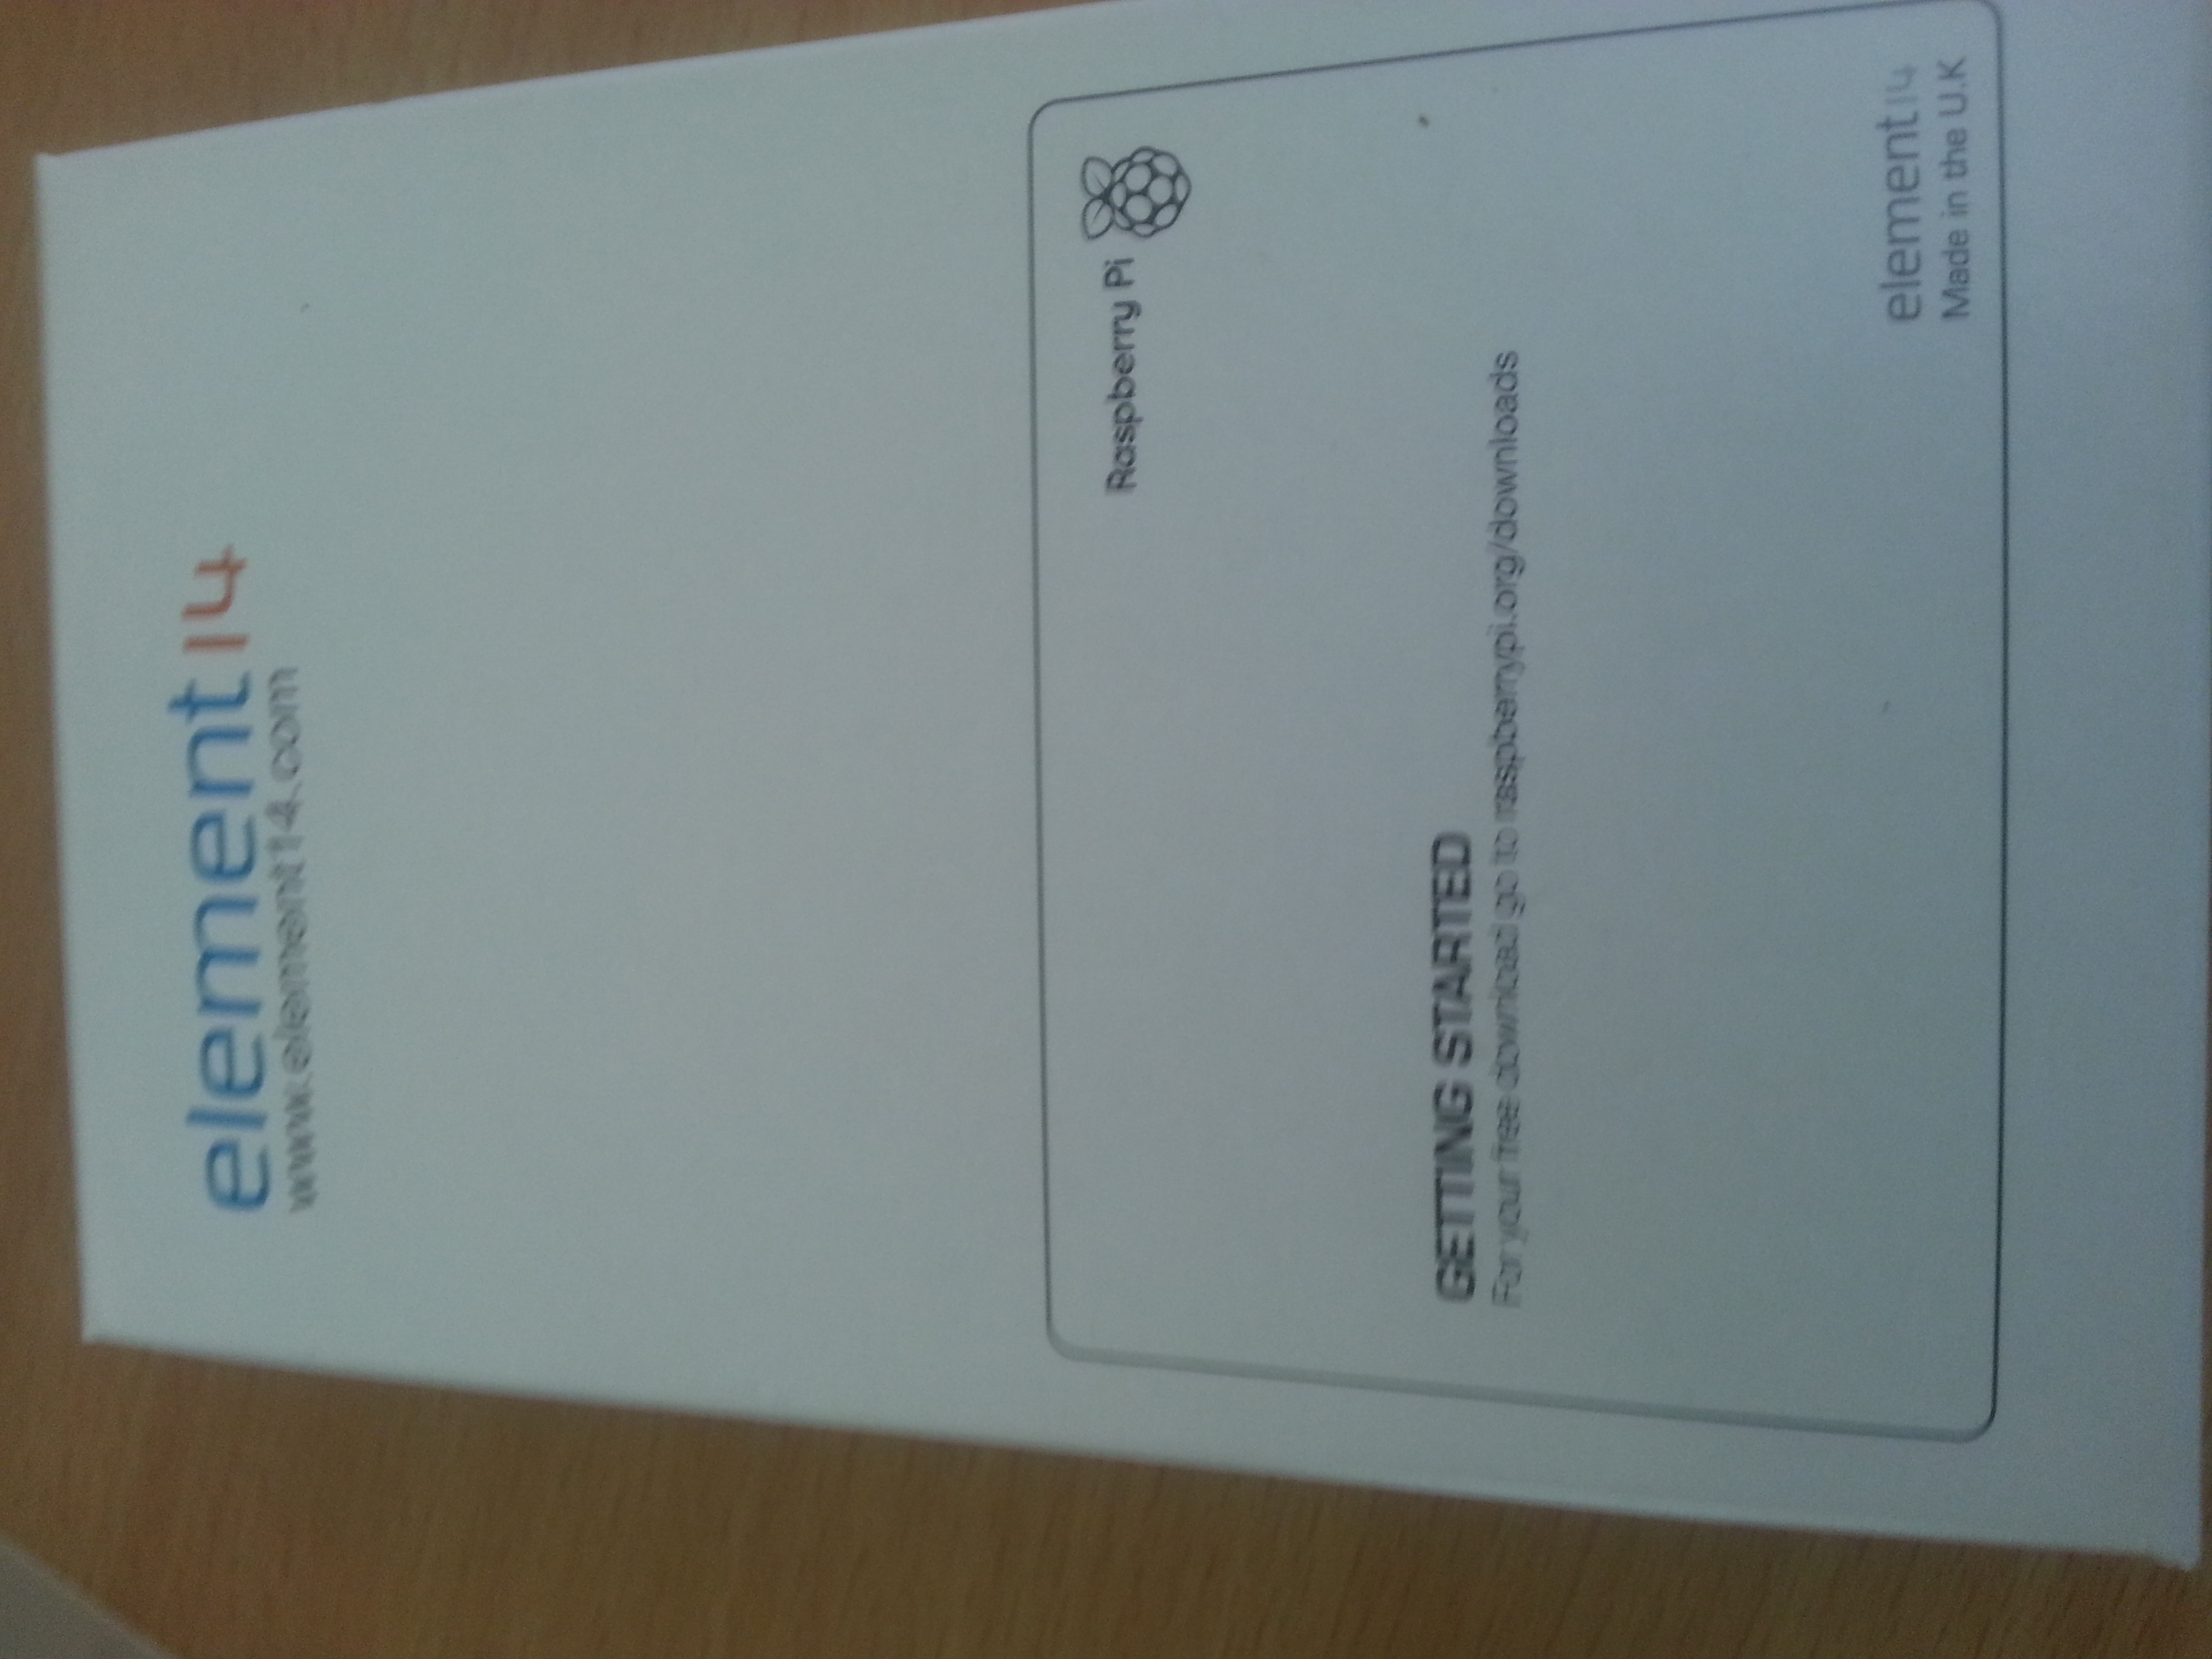 element14
www.element14.com
Raspberry Pi
GETTING STARTED
For your free download go to raspberrypi.org/downloads
element14
Made in the U.K